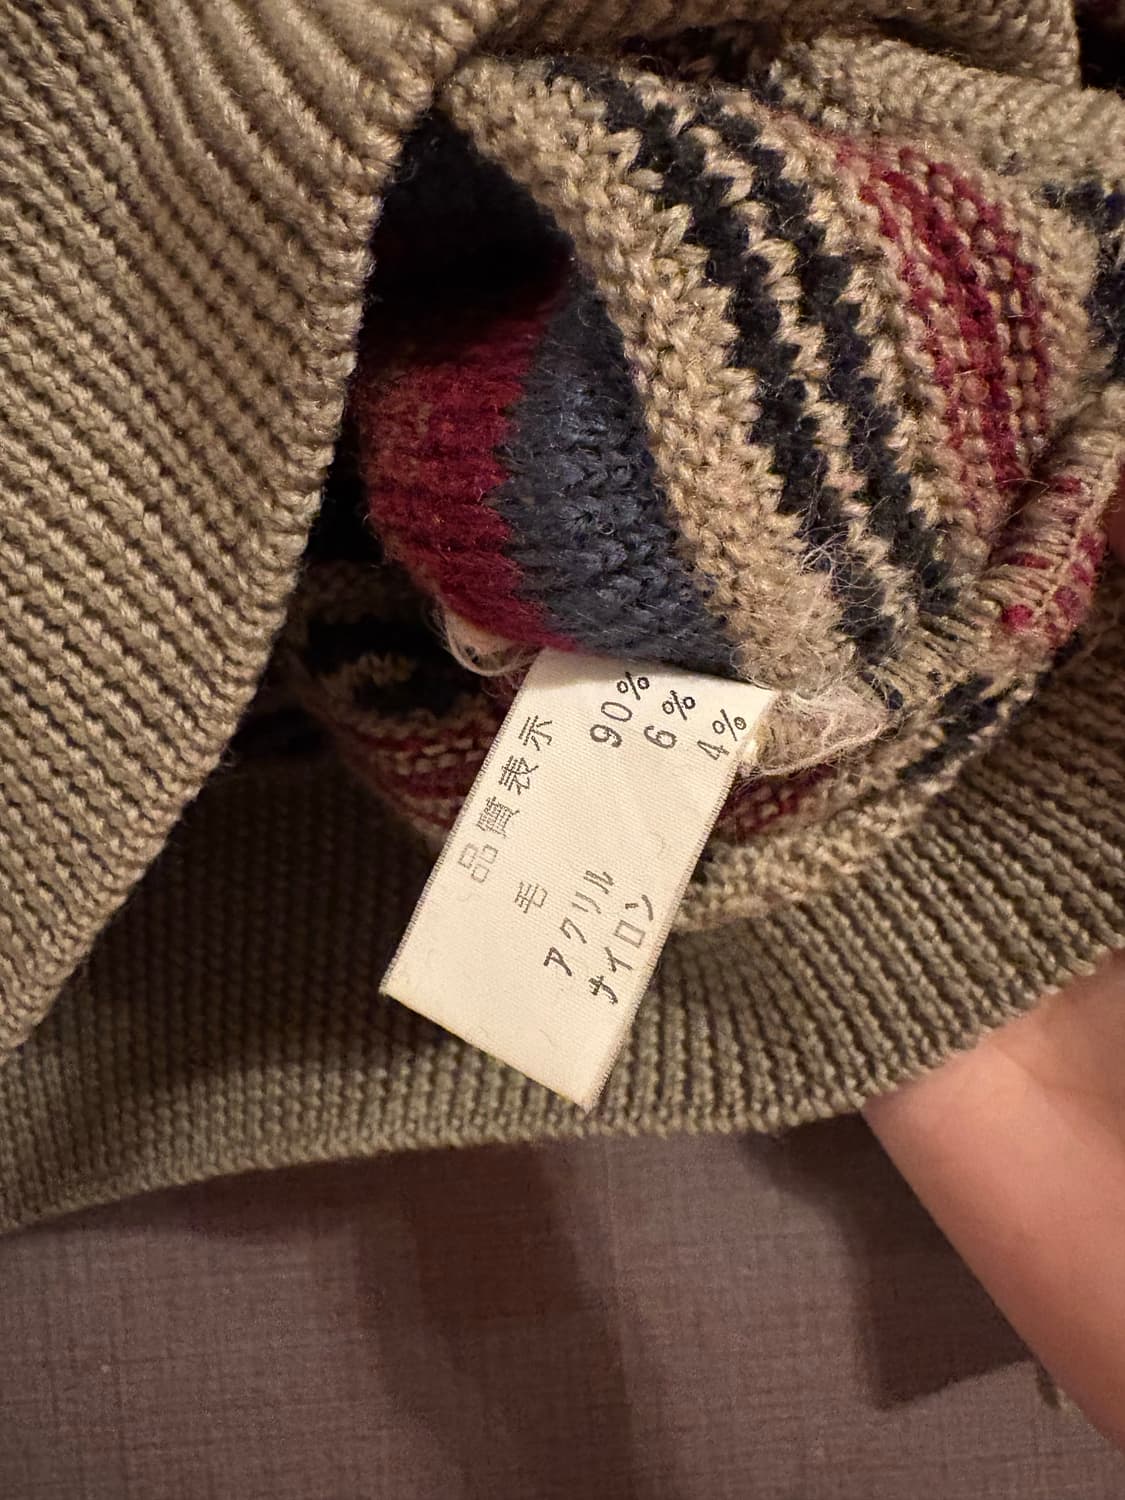 品質表示
毛 90%
アクリル 6%
ナイロン 4%